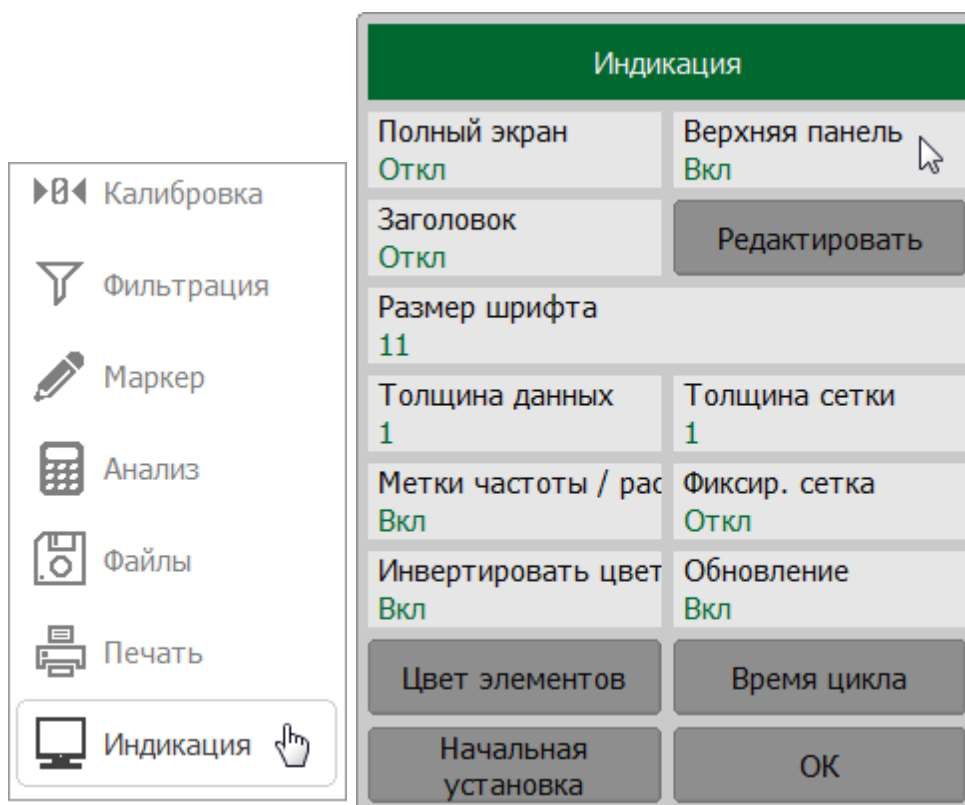 Калибровка
Фильтрация
Маркер
Анализ
Файлы
Печать
Индикация
Индикация
Полный экран
Откл
Верхняя панель
Вкл
Заголовок
Откл
Редактировать
Размер шрифта
11
Толщина данных
1
Толщина сетки
1
Метки частоты / рас
Вкл
Фиксир. сетка
Откл
Инвертировать цвет
Вкл
Обновление
Вкл
Цвет элементов
Время цикла
Начальная
установка
ОК